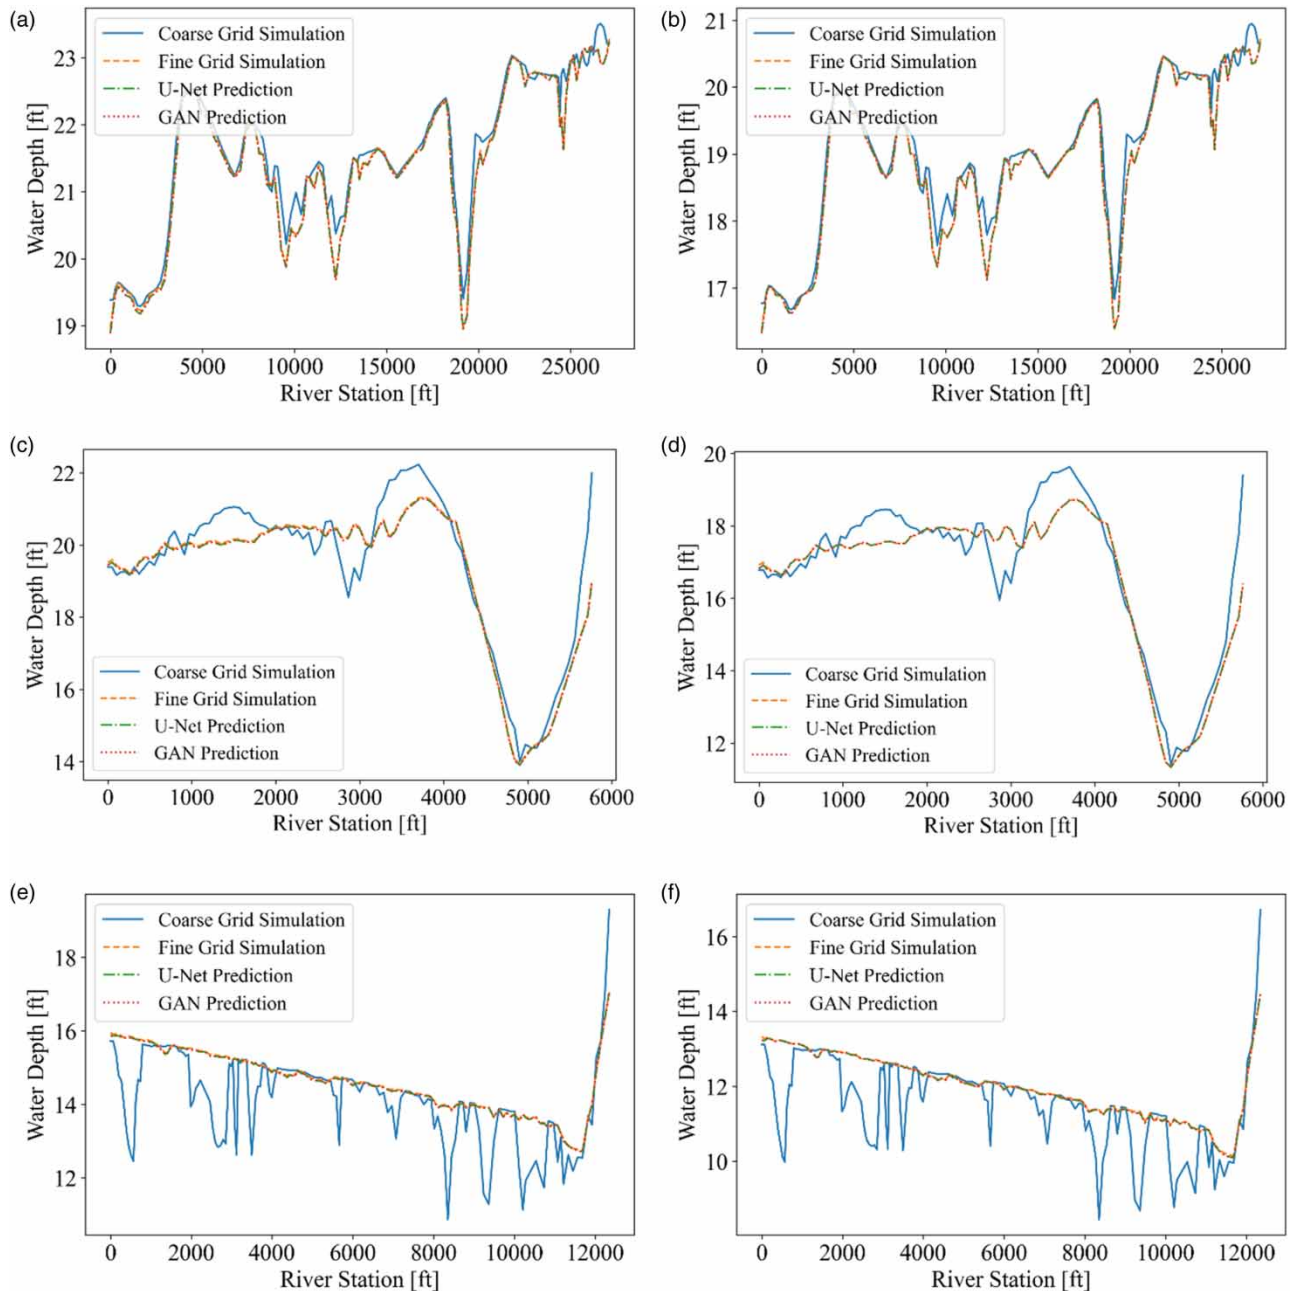 (a)
Coarse Grid Simulation
Fine Grid Simulation
U-Net Prediction
GAN Prediction
23
22
21
20
19
Water Depth [ft]
0 5000 10000 15000 20000 25000
River Station [ft]
(b)
Coarse Grid Simulation
Fine Grid Simulation
U-Net Prediction
GAN Prediction
21
20
19
18
17
Water Depth [ft]
0 5000 10000 15000 20000 25000
River Station [ft]
(c)
22
20
18
16
14
Water Depth [ft]
Coarse Grid Simulation
Fine Grid Simulation
U-Net Prediction
GAN Prediction
0 1000 2000 3000 4000 5000 6000
River Station [ft]
(d)
20
18
16
14
12
Water Depth [ft]
Coarse Grid Simulation
Fine Grid Simulation
U-Net Prediction
GAN Prediction
0 1000 2000 3000 4000 5000 6000
River Station [ft]
(e)
Coarse Grid Simulation
Fine Grid Simulation
U-Net Prediction
GAN Prediction
18
16
14
12
Water Depth [ft]
0 2000 4000 6000 8000 10000 12000
River Station [ft]
(f)
Coarse Grid Simulation
Fine Grid Simulation
U-Net Prediction
GAN Prediction
16
14
12
10
Water Depth [ft]
0 2000 4000 6000 8000 10000 12000
River Station [ft]